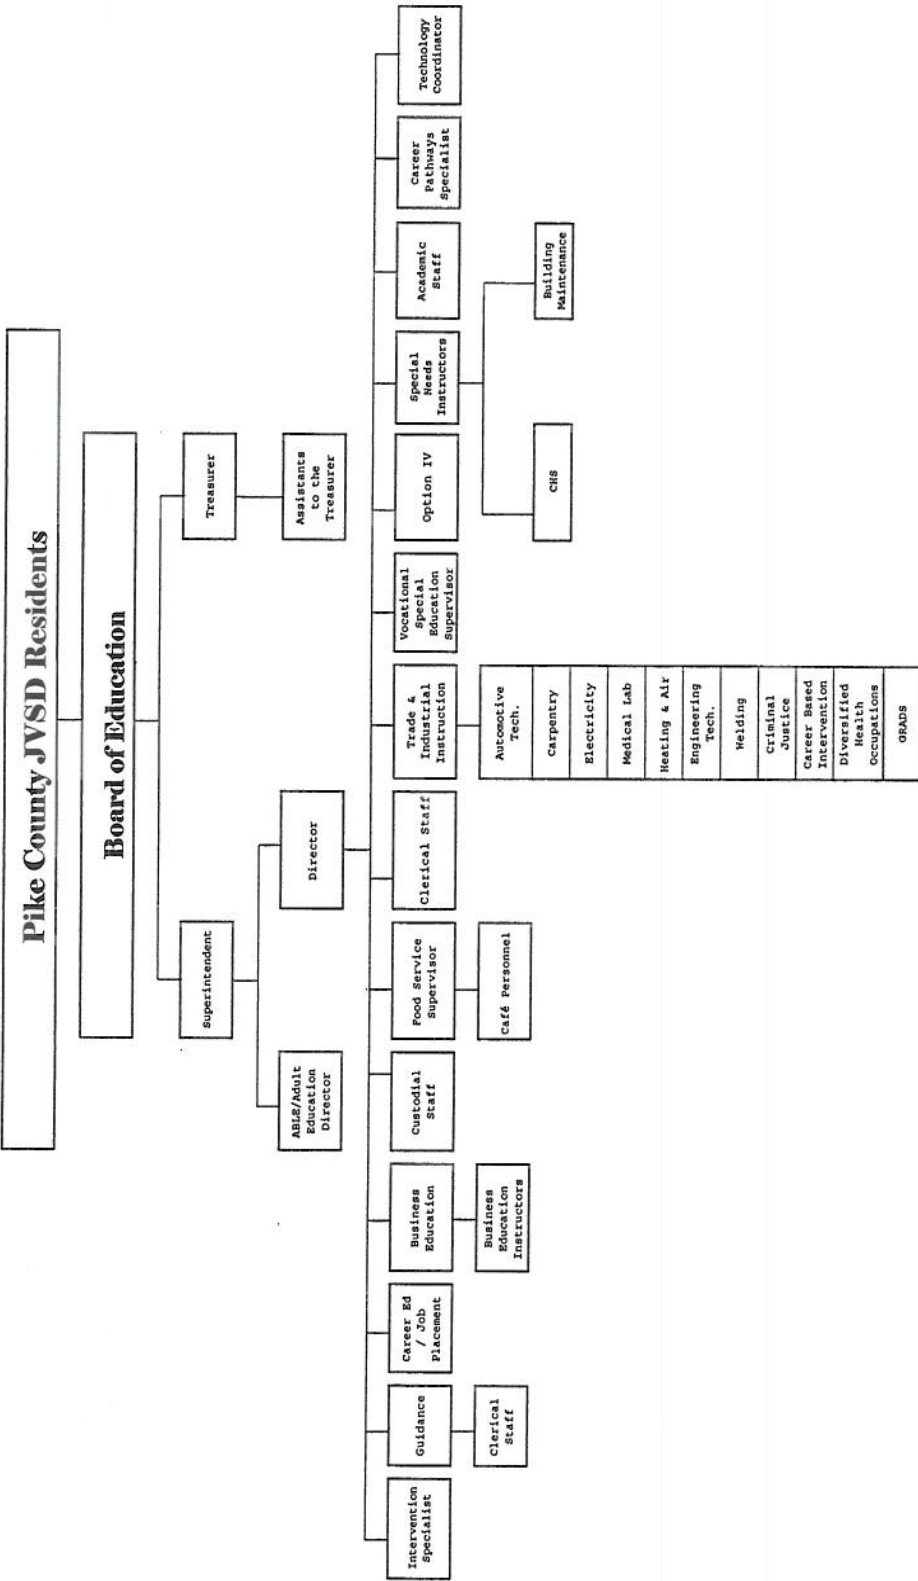 Pike County JVSD Residents
Board of Education
Superintendent
Treasurer
ABLE/Adult
Education
Director
Director
Assistants
to the
Treasurer
Intervention
Specialist
Guidance
Career Ed
/ Job
Placement
Business
Education
Custodial
Staff
Food Service
Supervisor
Clerical Staff
Trade &
Industrial
Instruction
Vocational
Special
Education
Supervisor
Option IV
Special
Needs
Instructors
Academic
Staff
Career
Pathways
Specialist
Technology
Coordinator
Clerical
Staff
Business
Education
Instructors
Café Personnel
Automotive
Tech.
Carpentry
Electricity
Medical Lab
Heating & Air
Engineering
Tech.
Welding
Criminal
Justice
Career Based
Intervention
Diversified
Health
Occupations
GRADS
CHS
Building
Maintenance